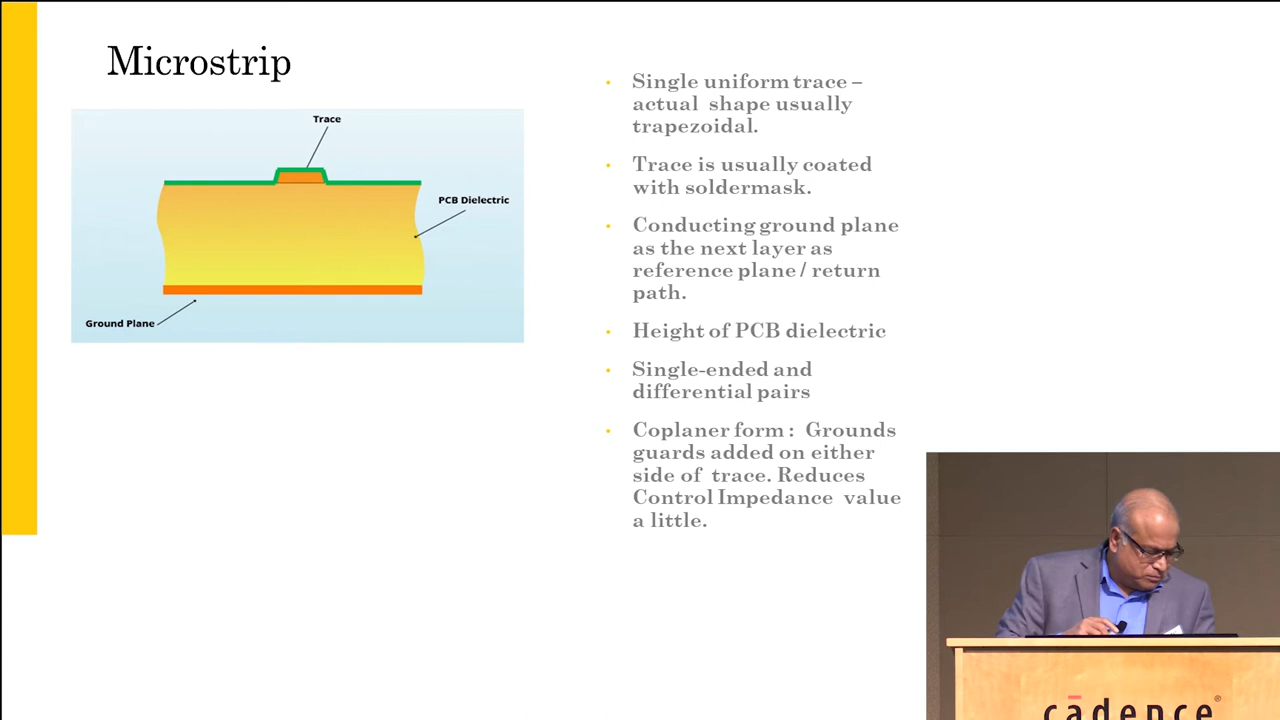 Microstrip
Trace
PCB Dielectric
Ground Plane
• Single uniform trace –
actual shape usually
trapezoidal.
• Trace is usually coated
with soldermask.
• Conducting ground plane
as the next layer as
reference plane / return
path.
• Height of PCB dielectric
• Single-ended and
differential pairs
• Coplaner form : Grounds
guards added on either
side of trace. Reduces
Control Impedance value
a little.
cādence®